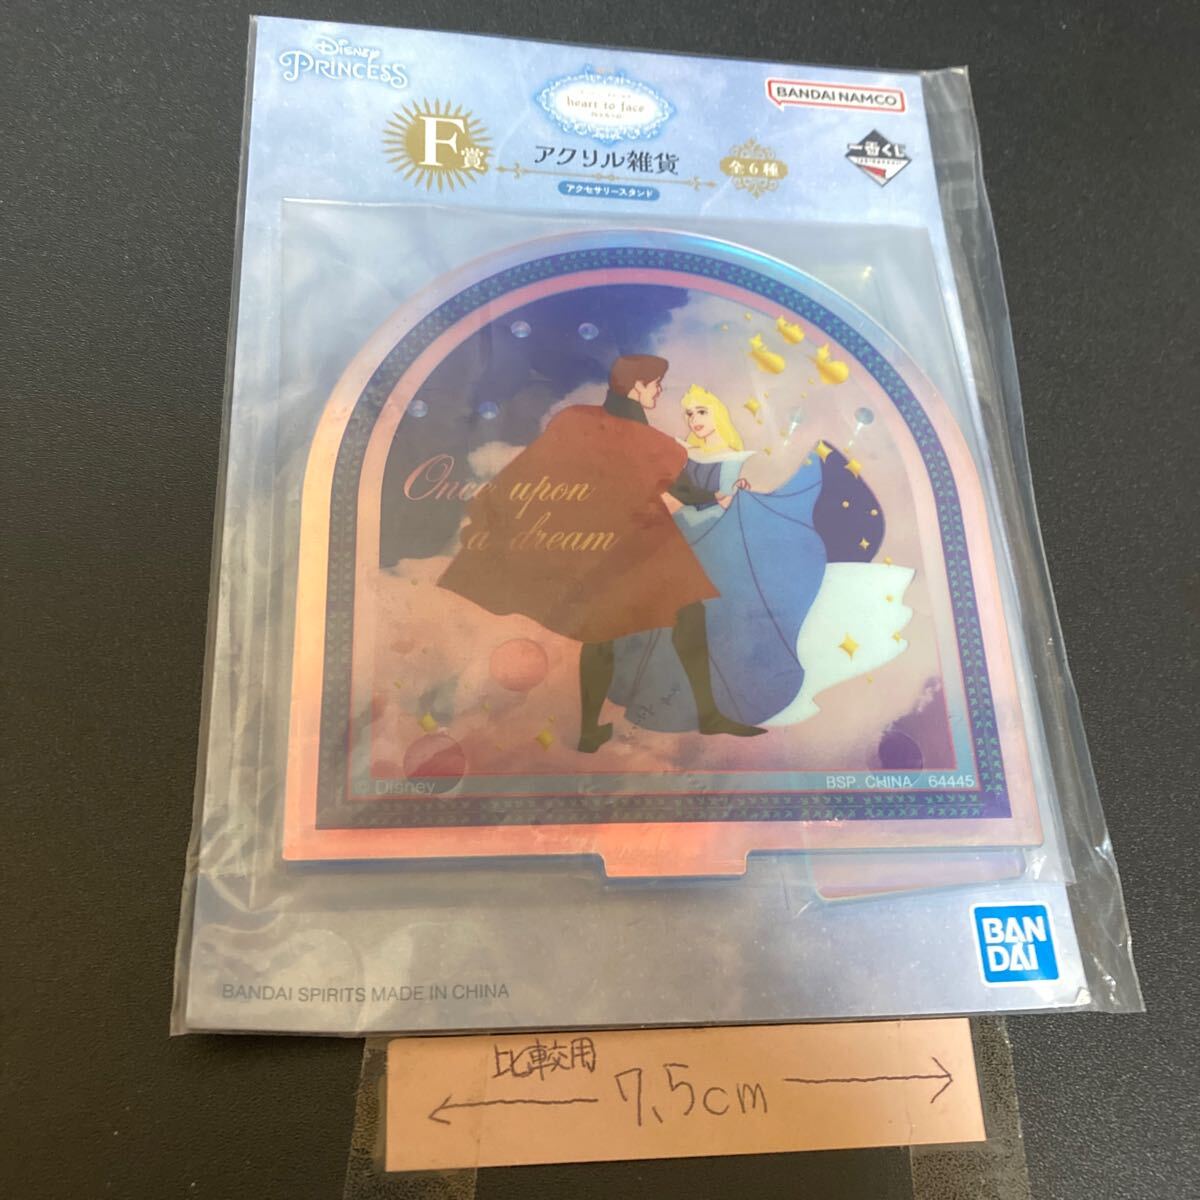 Disney
PRINCESS
heart to face
BANDAI NAMCO
F賞
アクリル雑貨
全6種
一番くじ
アクセサリースタンド
Once upon
a dream
© Disney
BSP. CHINA 64445
BAN
DAI
BANDAI SPIRITS MADE IN CHINA
比較用
7.5cm